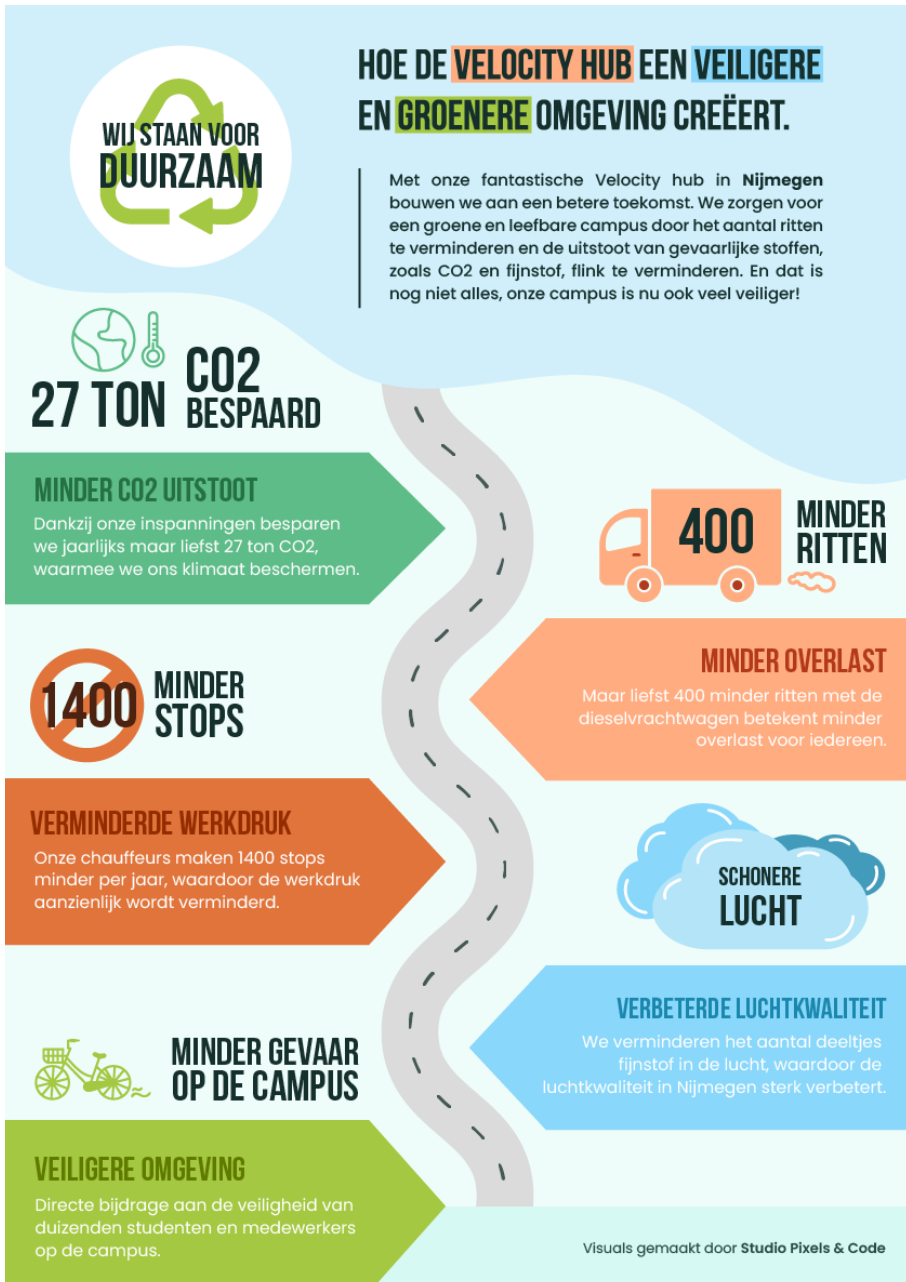 WIJ STAAN VOOR
DUURZAAM
HOE DE VELOCITY HUB EEN VEILIGERE
EN GROENERE OMGEVING CREËERT.
Met onze fantastische Velocity hub in Nijmegen
bouwen we aan een betere toekomst. We zorgen voor
een groene en leefbare campus door het aantal ritten
te verminderen en de uitstoot van gevaarlijke stoffen,
zoals CO2 en fijnstof, flink te verminderen. En dat is
nog niet alles, onze campus is nu ook veel veiliger!
27 TON
CO2
BESPAARD
MINDER CO2 UITSTOOT
Dankzij onze inspanningen besparen
we jaarlijks maar liefst 27 ton CO2,
waarmee we ons klimaat beschermen.
400
MINDER
RITTEN
MINDER OVERLAST
Maar liefst 400 minder ritten met de
dieselvrachtwagen betekent minder
overlast voor iedereen.
1400
MINDER
STOPS
VERMINDERDE WERKDRUK
Onze chauffeurs maken 1400 stops
minder per jaar, waardoor de werkdruk
aanzienlijk wordt verminderd.
SCHONERE
LUCHT
VERBETERDE LUCHTKWALITEIT
We verminderen het aantal deeltjes
fijnstof in de lucht, waardoor de
luchtkwaliteit in Nijmegen sterk verbetert.
MINDER GEVAAR
OP DE CAMPUS
VEILIGERE OMGEVING
Directe bijdrage aan de veiligheid van
duizenden studenten en medewerkers
op de campus.
Visuals gemaakt door Studio Pixels & Code